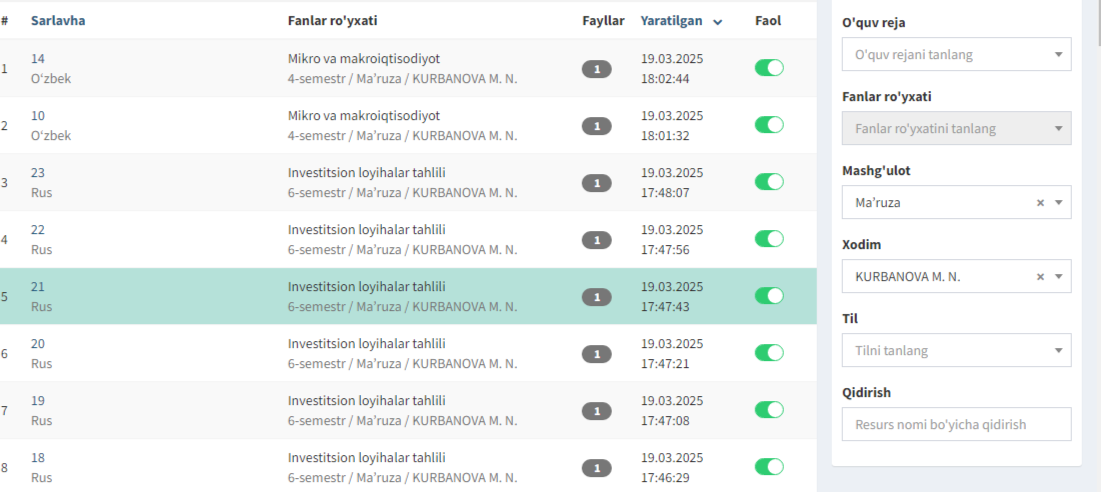 # Sarlavha Fanlar ro'yxati Fayllar Yaratilgan Faol
1 14 Mikro va makroiqtisodiyot 1 19.03.2025
O'zbek 4-semestr / Ma'ruza / KURBANOVA M. N. 18:02:44
2 10 Mikro va makroiqtisodiyot 1 19.03.2025
O'zbek 4-semestr / Ma'ruza / KURBANOVA M. N. 18:01:32
3 23 Investitsion loyihalar tahlili 1 19.03.2025
Rus 6-semestr / Ma'ruza / KURBANOVA M. N. 17:48:07
4 22 Investitsion loyihalar tahlili 1 19.03.2025
Rus 6-semestr / Ma'ruza / KURBANOVA M. N. 17:47:56
5 21 Investitsion loyihalar tahlili 1 19.03.2025
Rus 6-semestr / Ma'ruza / KURBANOVA M. N. 17:47:43
6 20 Investitsion loyihalar tahlili 1 19.03.2025
Rus 6-semestr / Ma'ruza / KURBANOVA M. N. 17:47:21
7 19 Investitsion loyihalar tahlili 1 19.03.2025
Rus 6-semestr / Ma'ruza / KURBANOVA M. N. 17:47:08
8 18 Investitsion loyihalar tahlili 1 19.03.2025
Rus 6-semestr / Ma'ruza / KURBANOVA M. N. 17:46:29
O'quv reja
O'quv rejani tanlang
Fanlar ro'yxati
Fanlar ro'yxatini tanlang
Mashg'ulot
Ma'ruza ×
Xodim
KURBANOVA M. N. ×
Til
Tilni tanlang
Qidirish
Resurs nomi bo'yicha qidirish